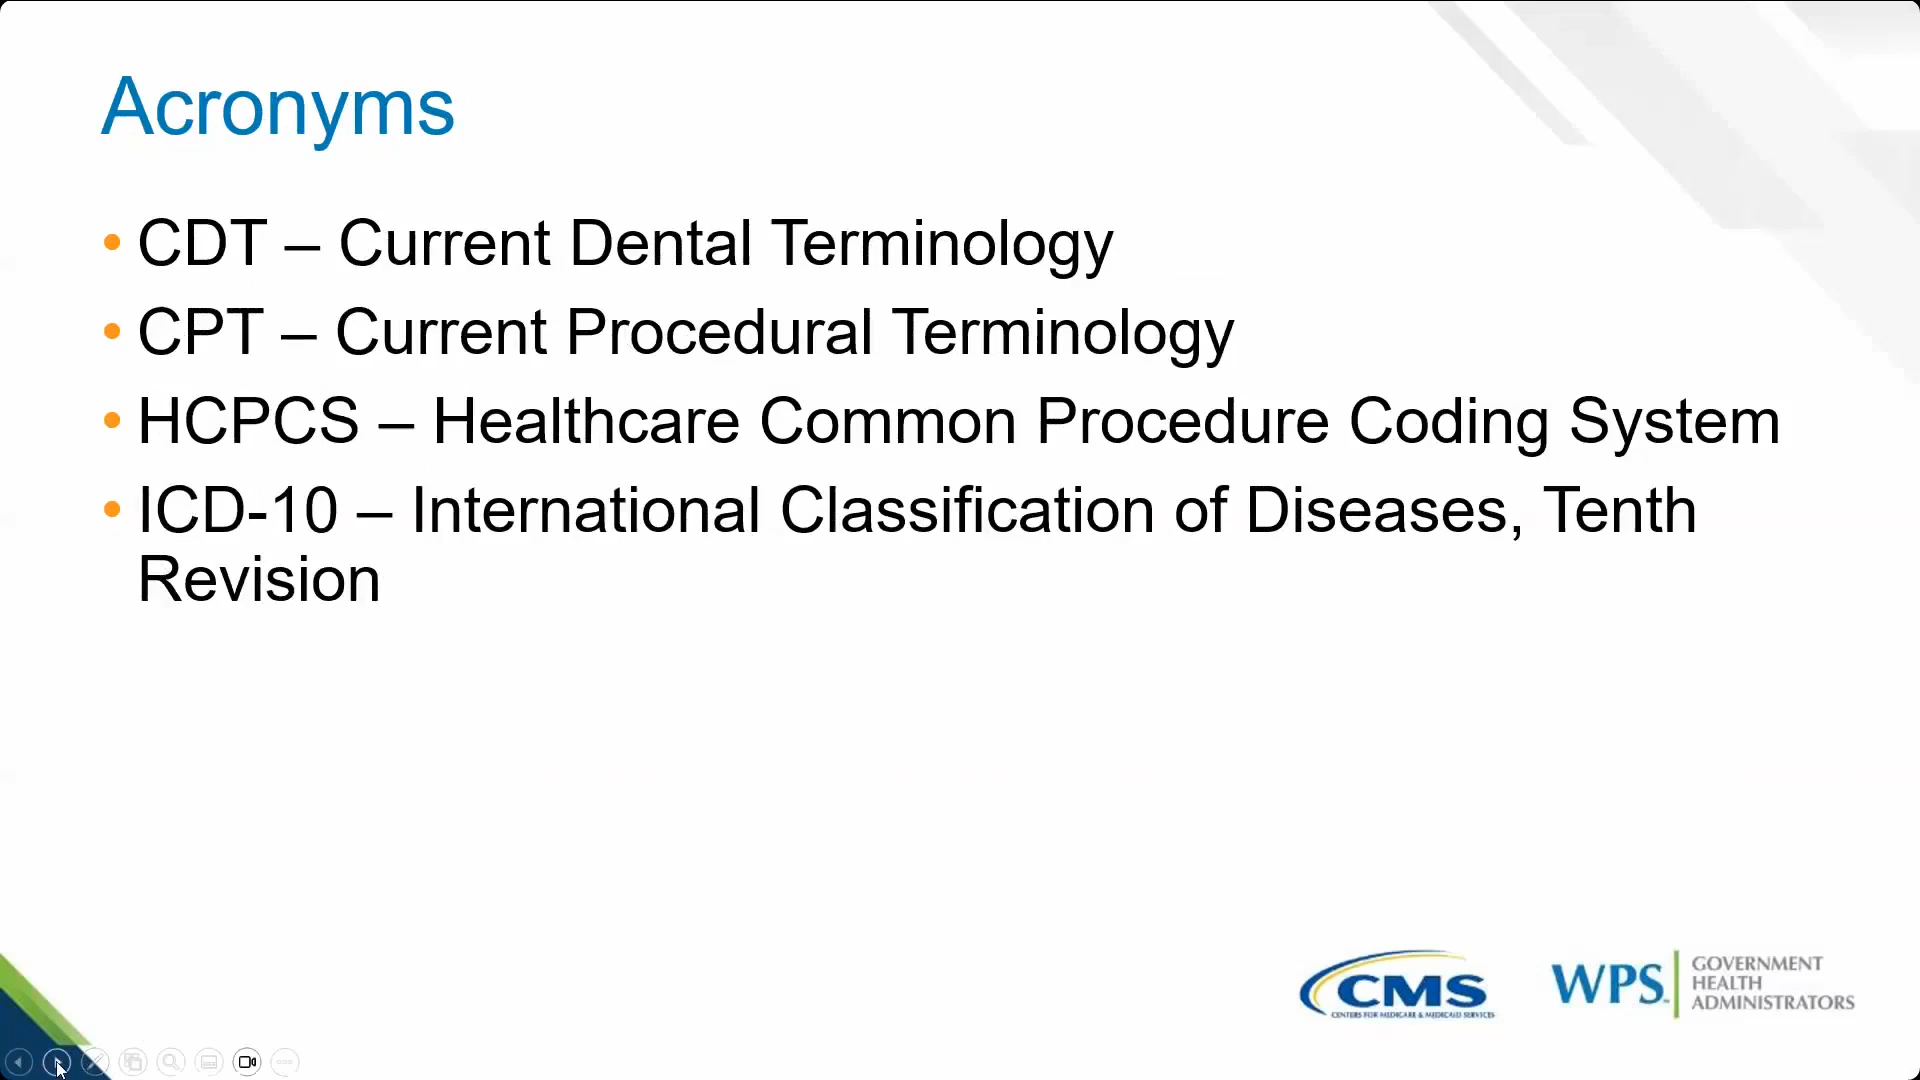 Acronyms
• CDT – Current Dental Terminology
• CPT – Current Procedural Terminology
• HCPCS – Healthcare Common Procedure Coding System
• ICD-10 – International Classification of Diseases, Tenth
Revision
CMS
CENTERS FOR MEDICARE & MEDICAID SERVICES
WPS
GOVERNMENT
HEALTH
ADMINISTRATORS